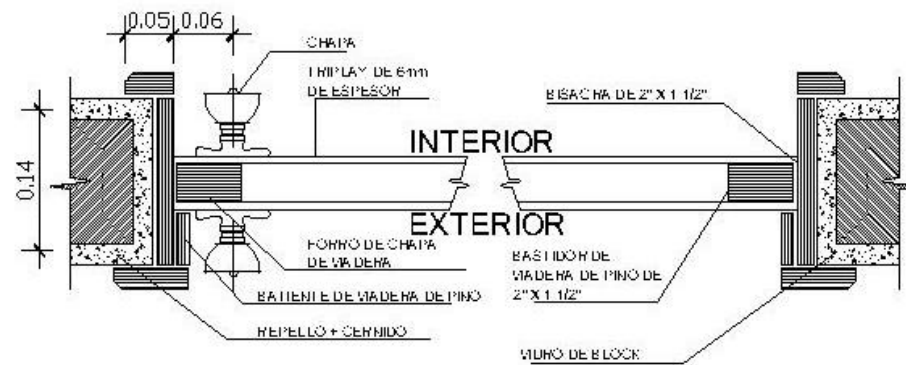 0.05 0.06
CHAPA
TRIPLAY DE 6mm
DE ESPESOR
BISAGRA DE 2" X 1 1/2"
INTERIOR
0.14
EXTERIOR
FORRO DE CHAPA
DE MADERA
BASTIDOR DE
MADERA DE PINO DE
2" X 1 1/2"
BATIENTE DE MADERA DE PINO
REPELLO + CERNIDO
MURO DE BLOCK